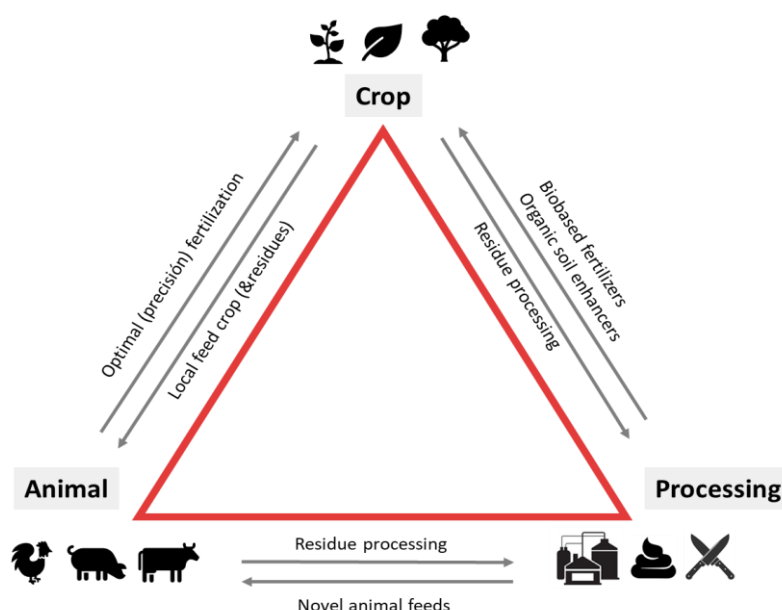 Crop
Optimal (precisión) fertilization
Local feed crop (&residues)
Residue processing
Biobased fertilizers
Organic soil enhancers
Animal
Processing
Residue processing
Novel animal feeds